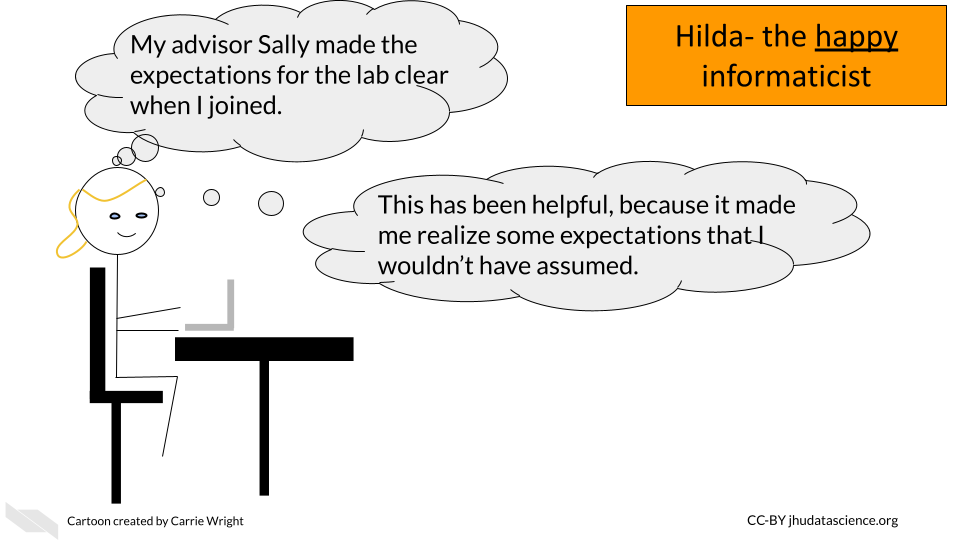 My advisor Sally made the
expectations for the lab clear
when I joined.
Hilda- the happy
informaticist
This has been helpful, because it made
me realize some expectations that I
wouldn’t have assumed.
Cartoon created by Carrie Wright
CC-BY jhudatascience.org